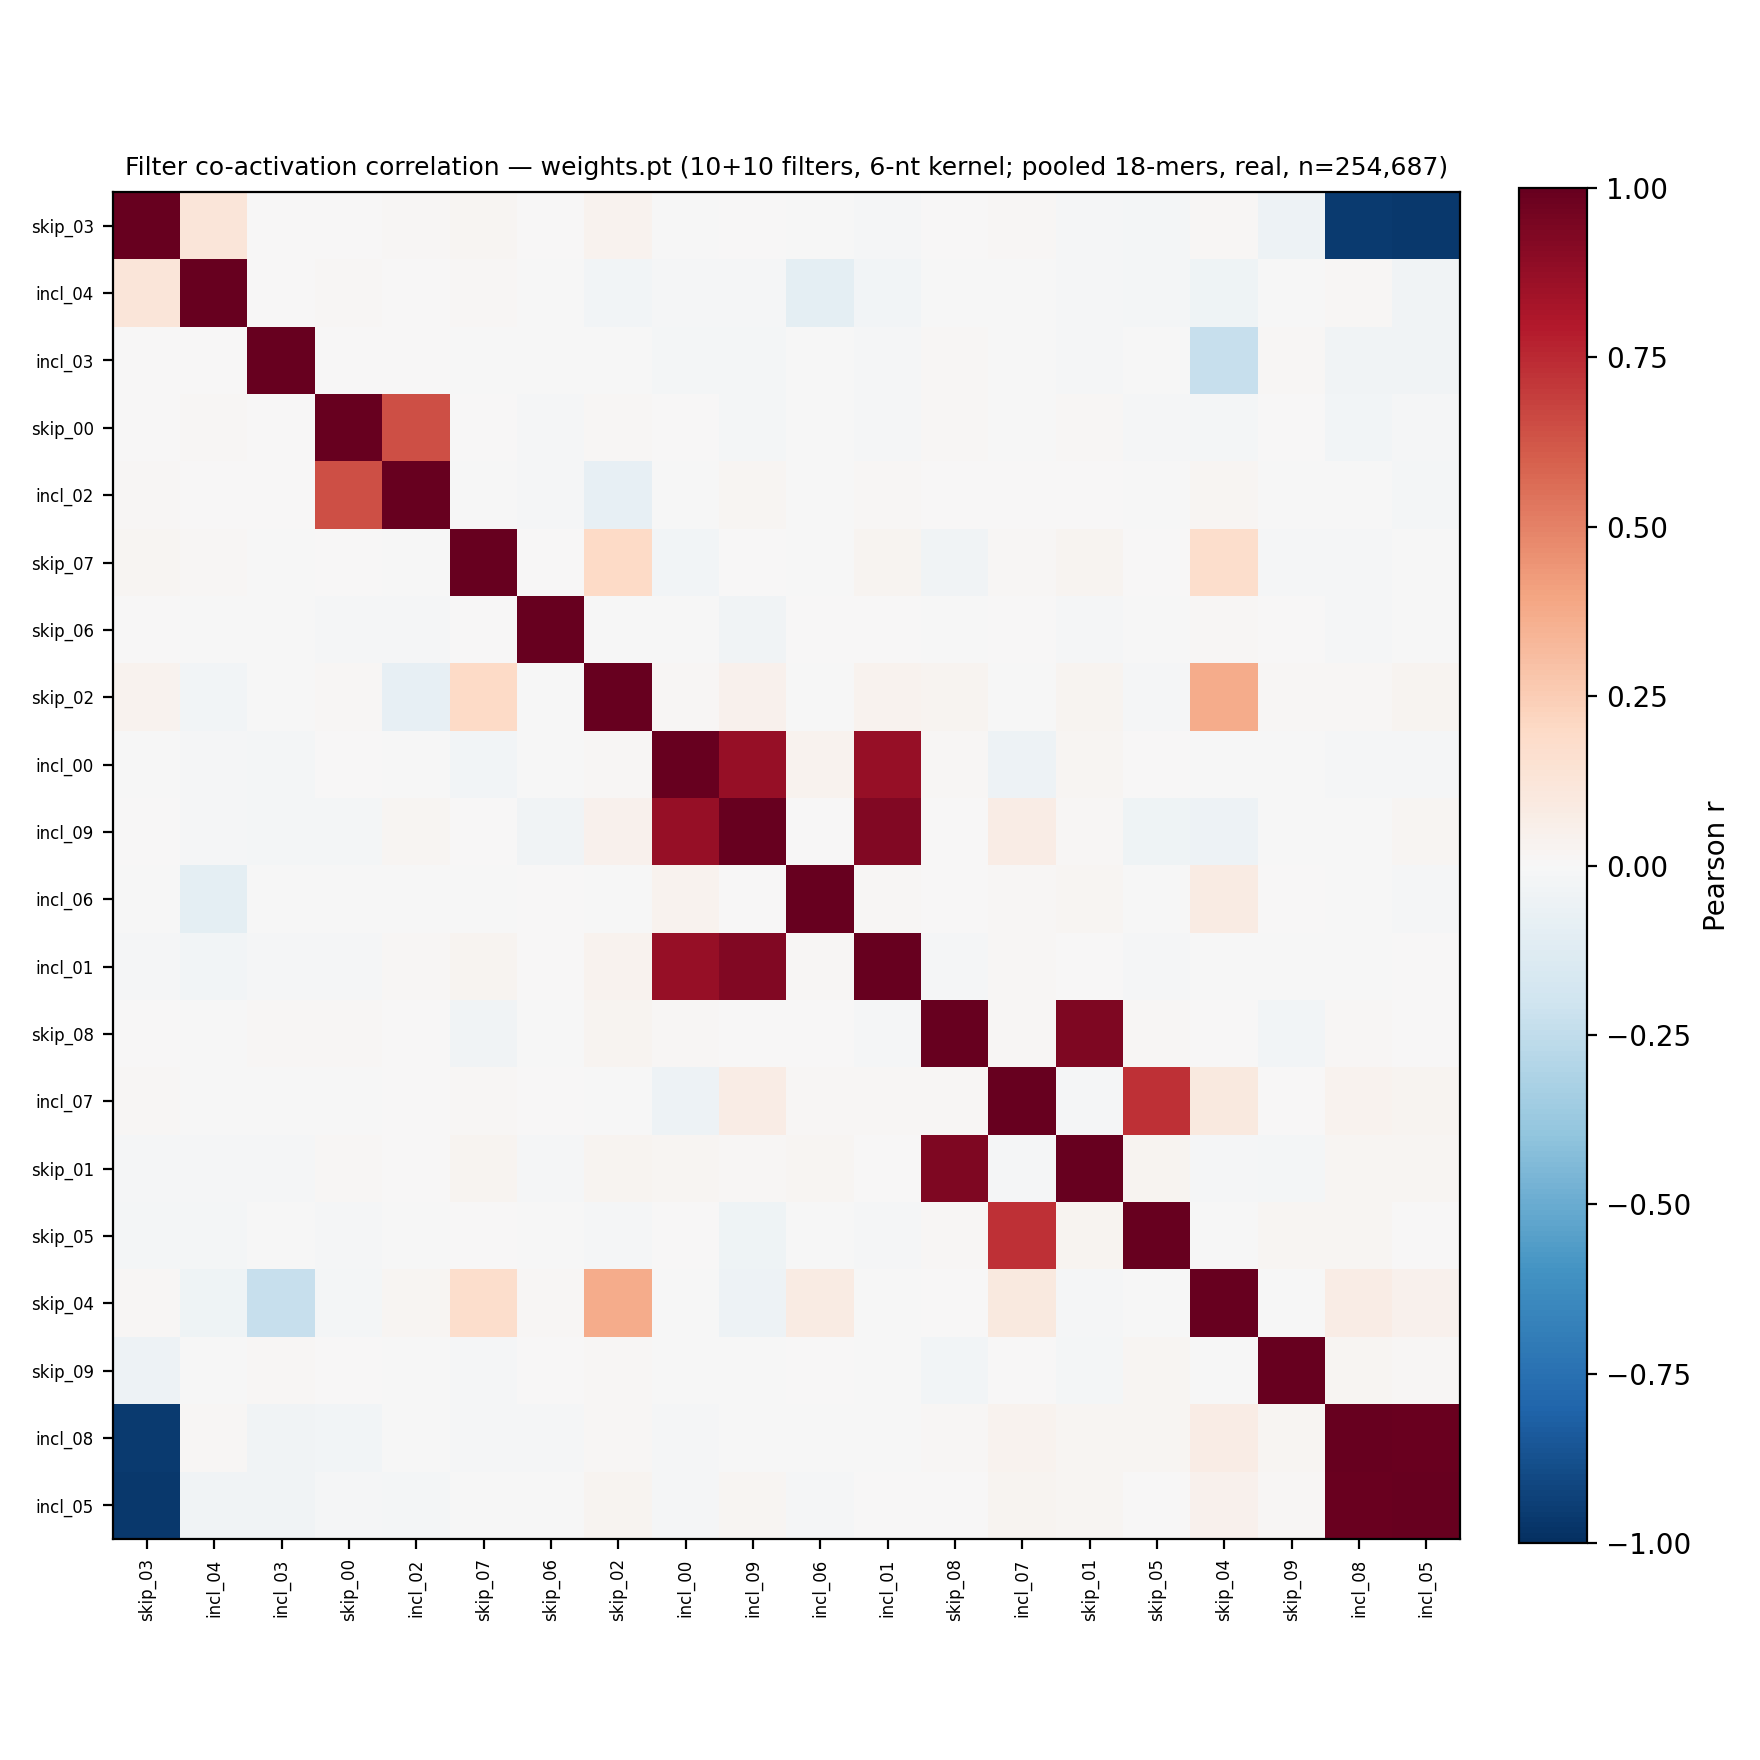 Filter co-activation correlation — weights.pt (10+10 filters, 6-nt kernel; pooled 18-mers, real, n=254,687)
skip_03
incl_04
incl_03
skip_00
incl_02
skip_07
skip_06
skip_02
incl_00
incl_09
incl_06
incl_01
skip_08
incl_07
skip_01
skip_05
skip_04
skip_09
incl_08
incl_05
skip_03
incl_04
incl_03
skip_00
incl_02
skip_07
skip_06
skip_02
incl_00
incl_09
incl_06
incl_01
skip_08
incl_07
skip_01
skip_05
skip_04
skip_09
incl_08
incl_05
1.00
0.75
0.50
0.25
0.00
−0.25
−0.50
−0.75
−1.00
Pearson r